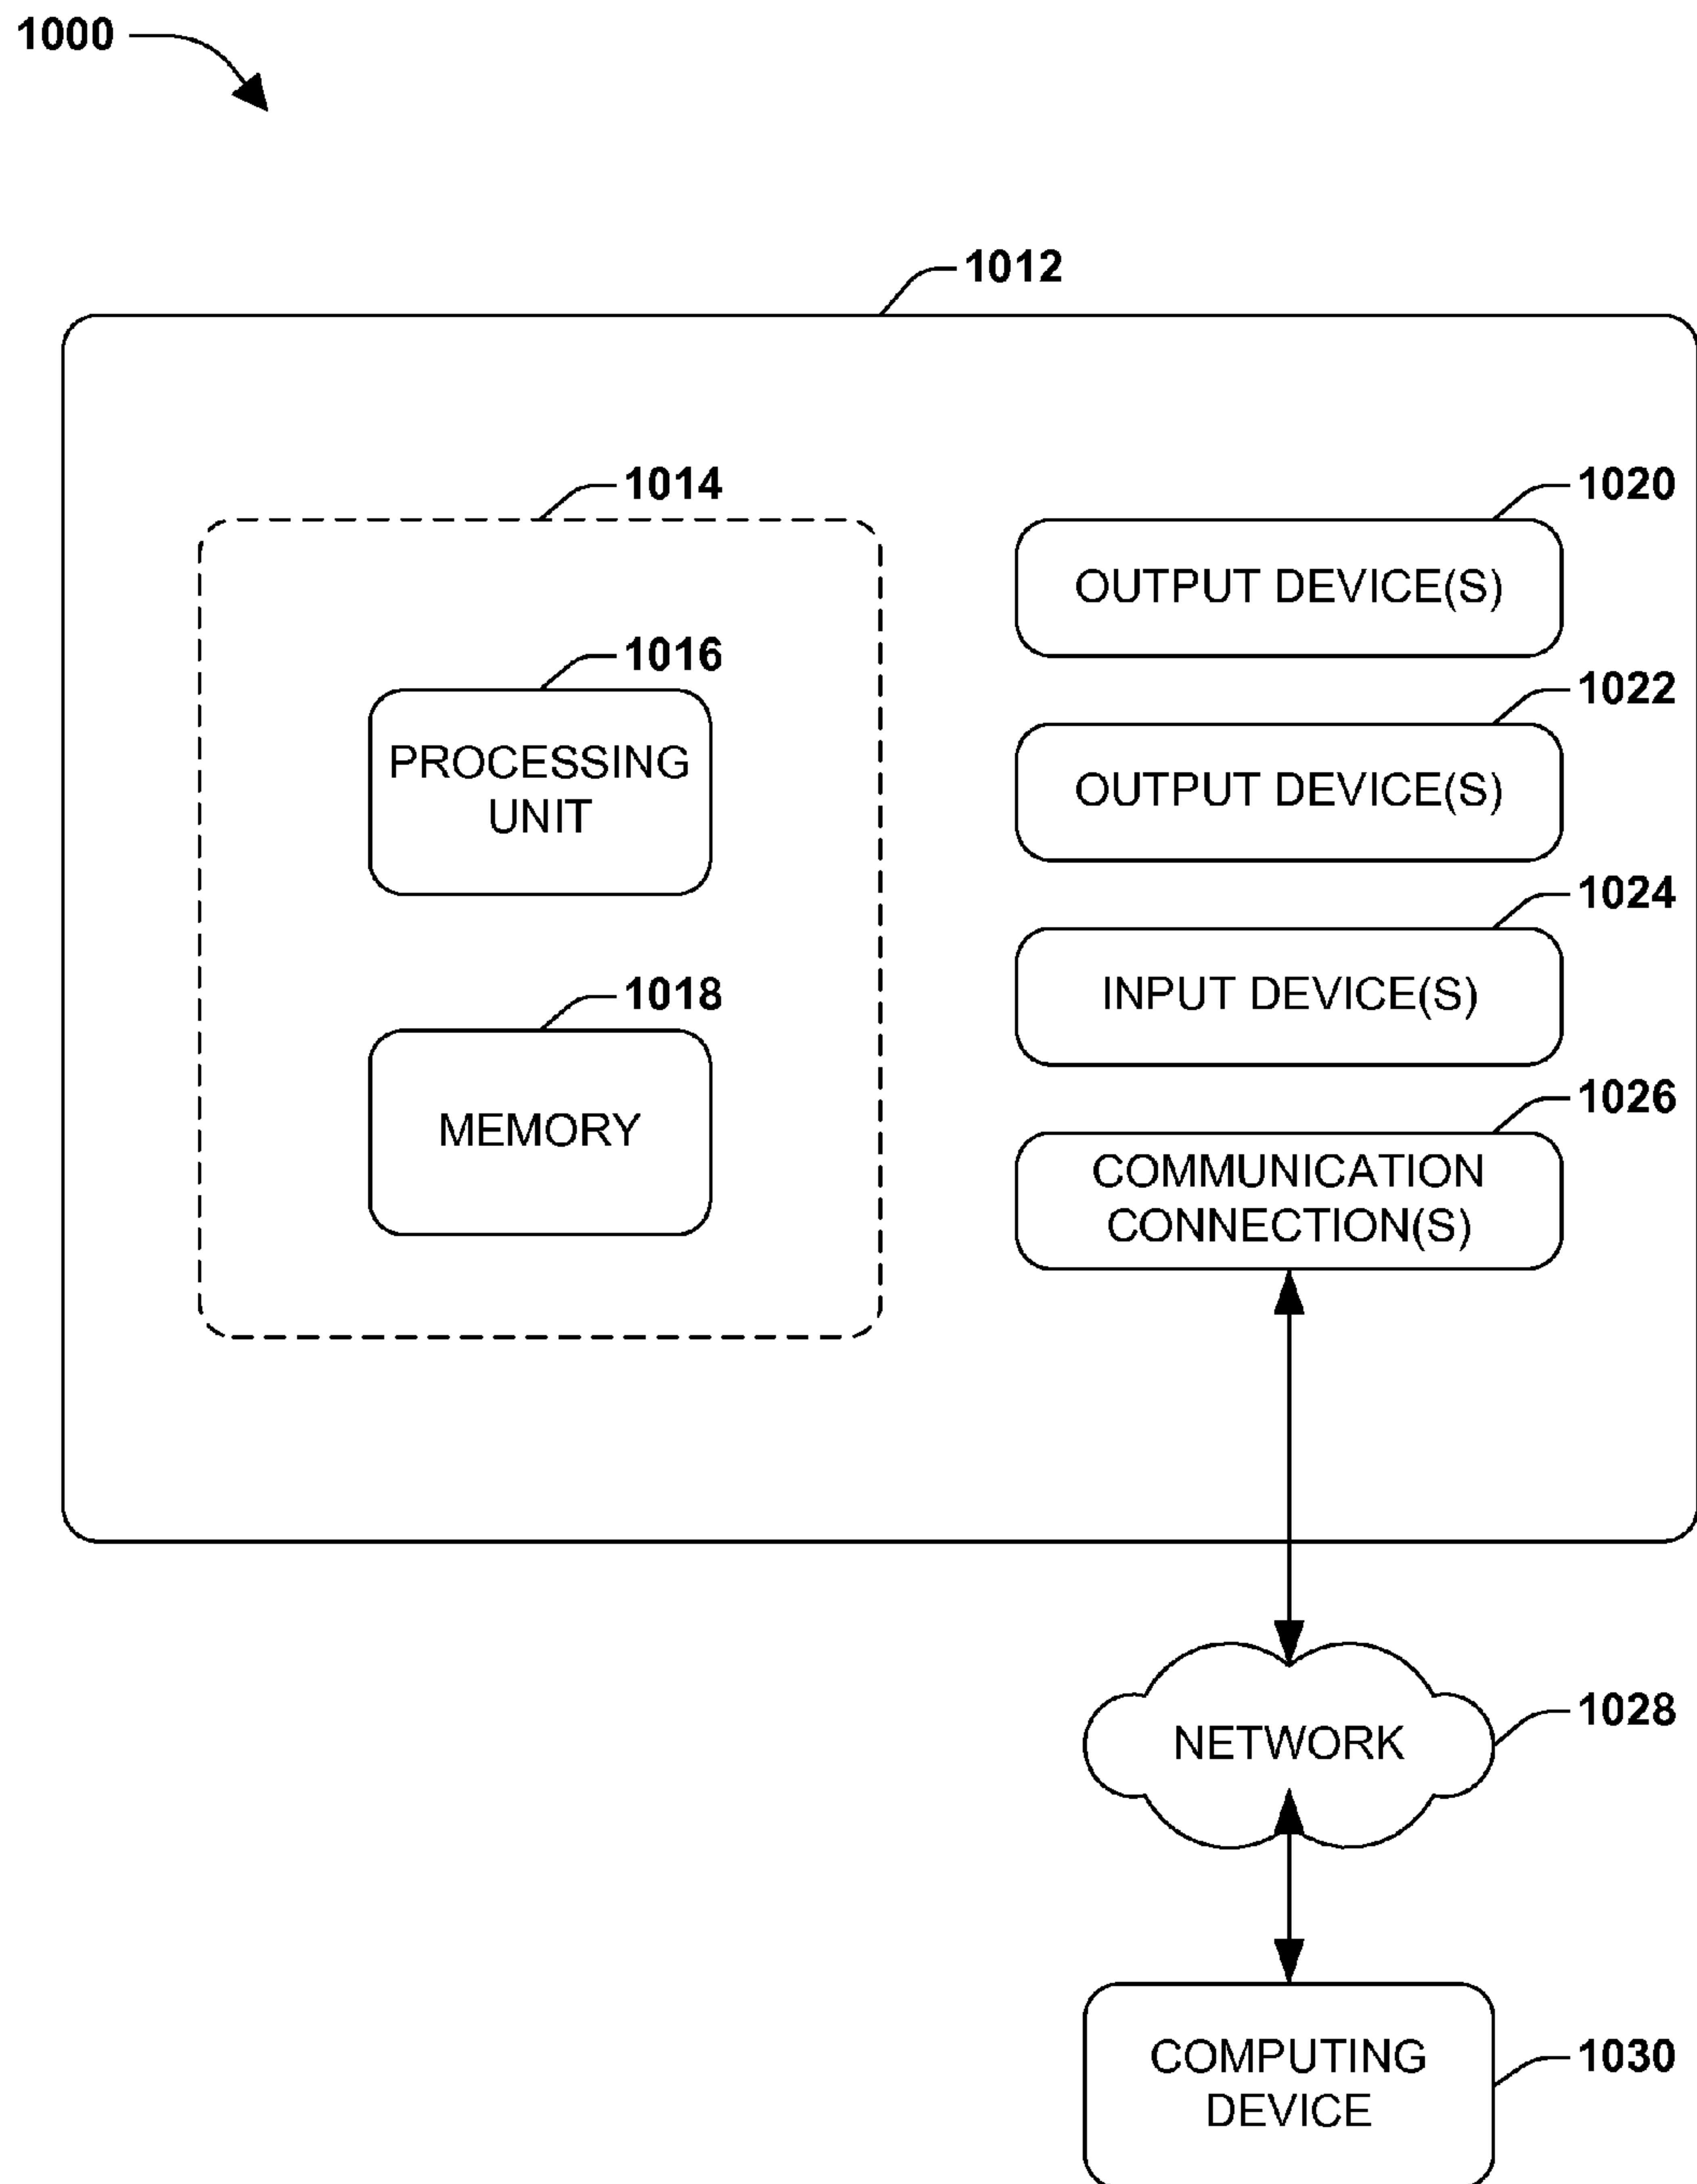 1000
1012
1014
1020
OUTPUT DEVICE(S)
1016
PROCESSING
UNIT
1022
OUTPUT DEVICE(S)
1024
INPUT DEVICE(S)
1018
MEMORY
1026
COMMUNICATION
CONNECTION(S)
1028
NETWORK
1030
COMPUTING
DEVICE